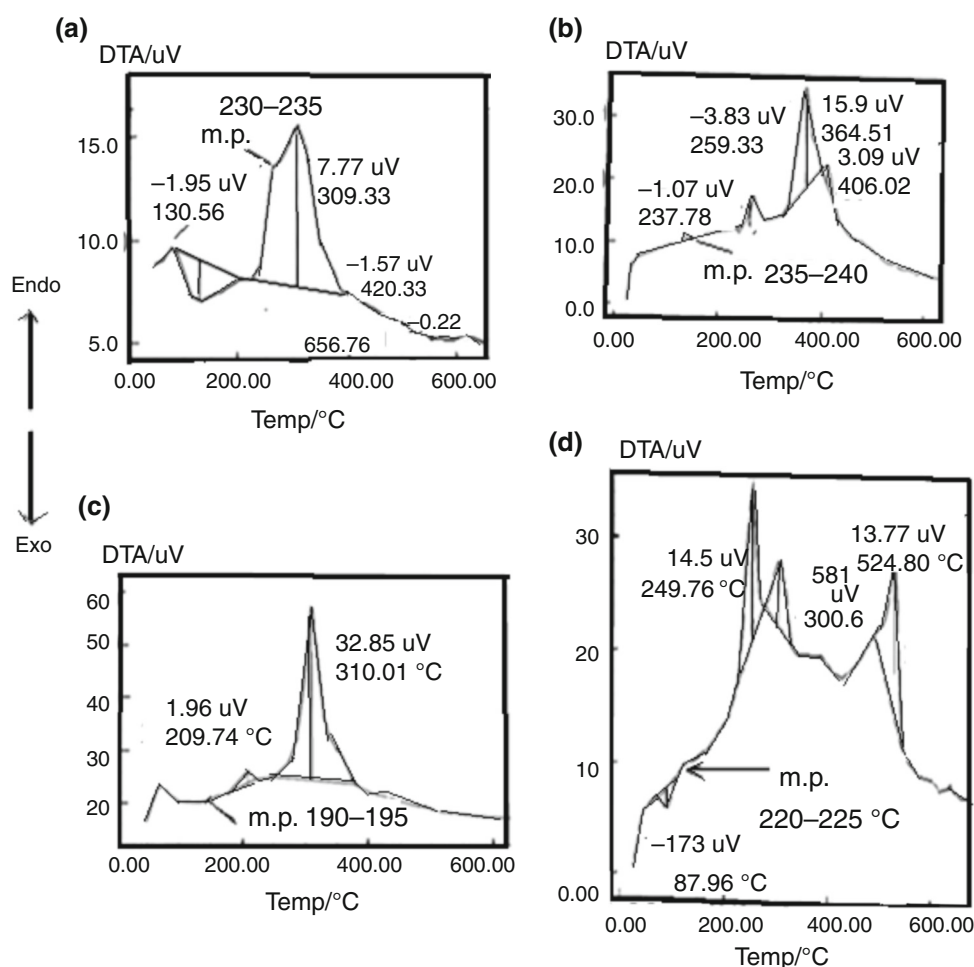 (a)
DTA/uV
230–235
m.p.
15.0
7.77 uV
309.33
−1.95 uV
130.56
10.0
−1.57 uV
420.33
−0.22
5.0
656.76
0.00
200.00
400.00
600.00
Temp/°C
(b)
DTA/uV
30.0
−3.83 uV
259.33
15.9 uV
364.51
3.09 uV
406.02
20.0
−1.07 uV
237.78
10.0
m.p. 235–240
0.0
0.00
200.00
400.00
600.00
Temp/°C
Endo
Exo
(c)
DTA/uV
60
50
32.85 uV
310.01 °C
40
1.96 uV
209.74 °C
30
20
m.p. 190–195
0.00
200.00
400.00
600.00
Temp/°C
(d)
DTA/uV
30
14.5 uV
249.76 °C
581
uV
300.6
13.77 uV
524.80 °C
20
10
m.p.
220–225 °C
−173 uV
87.96 °C
0.00
0.00
200.00
400.00
600.00
Temp/°C